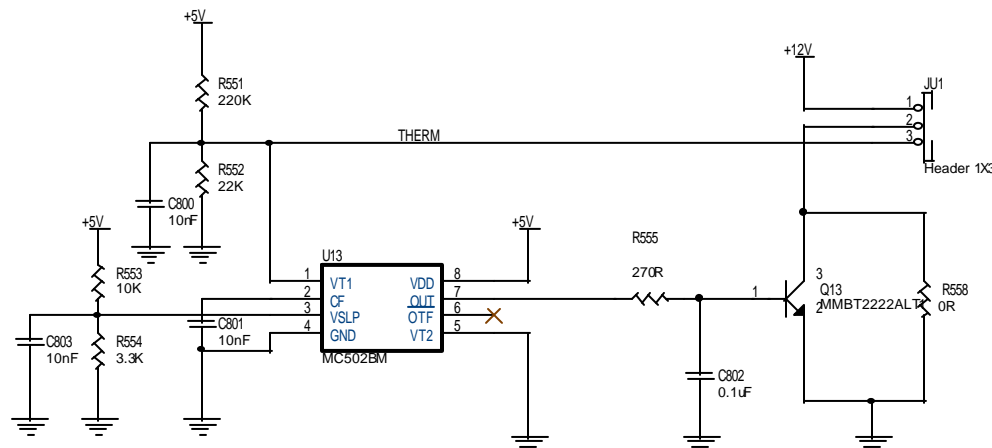 +5V
R551
220K
+12V
JU1
1
2
3
THERM
Header 1X3
R552
22K
C800
10nF
+5V
R553
10K
+5V
U13
R555
270R
1 VT1 VDD 8
2 CF OUT 7
3 VSLP OTF 6
4 GND VT2 5
MC502BM
C801
10nF
C803
10nF
R554
3.3K
1
3
Q13
MMBT2222ALT1
2
R558
0R
C802
0.1uF